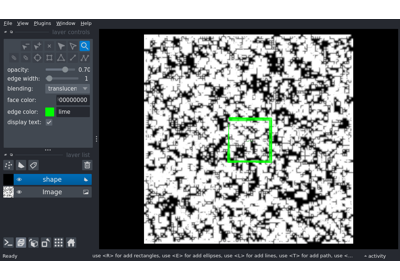 File View Plugins Window Help
layer controls
opacity: 0.70
edge width: 1
blending: translucen
face color: 00000000
edge color: lime
display text:
layer list
shape
Image
Ready use <R> for add rectangles, use <E> for add ellipses, use <L> for add lines, use <T> for add path, use <... activity